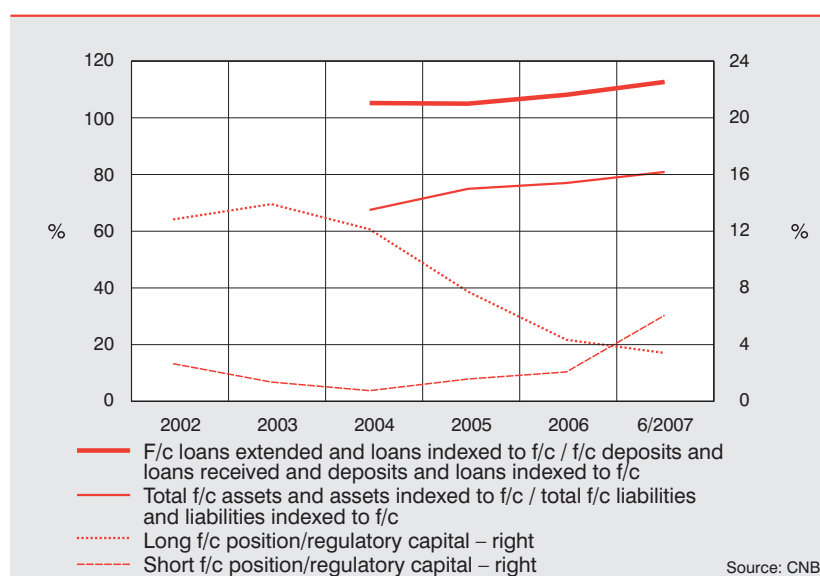 120
100
80
60
40
20
0
%
24
20
16
12
8
4
0
%
2002 2003 2004 2005 2006 6/2007
F/c loans extended and loans indexed to f/c / f/c deposits and
loans received and deposits and loans indexed to f/c
Total f/c assets and assets indexed to f/c / total f/c liabilities
and liabilities indexed to f/c
Long f/c position/regulatory capital – right
Short f/c position/regulatory capital – right
Source: CNB